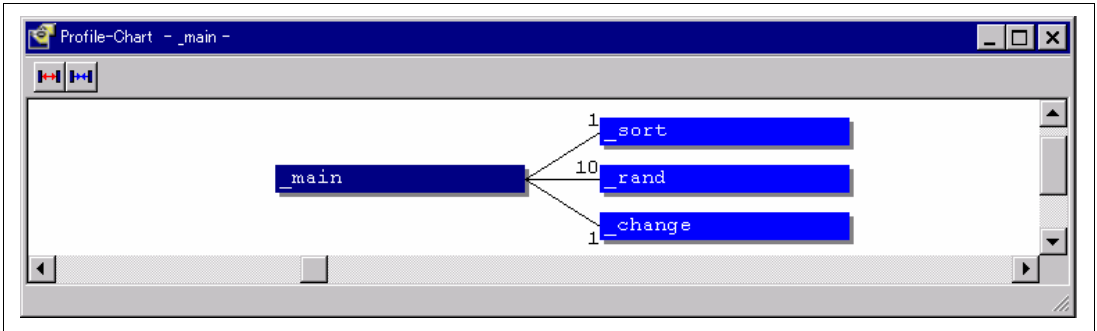 Profile-Chart - _main -
1
_sort
_main
10
_rand
_change
1